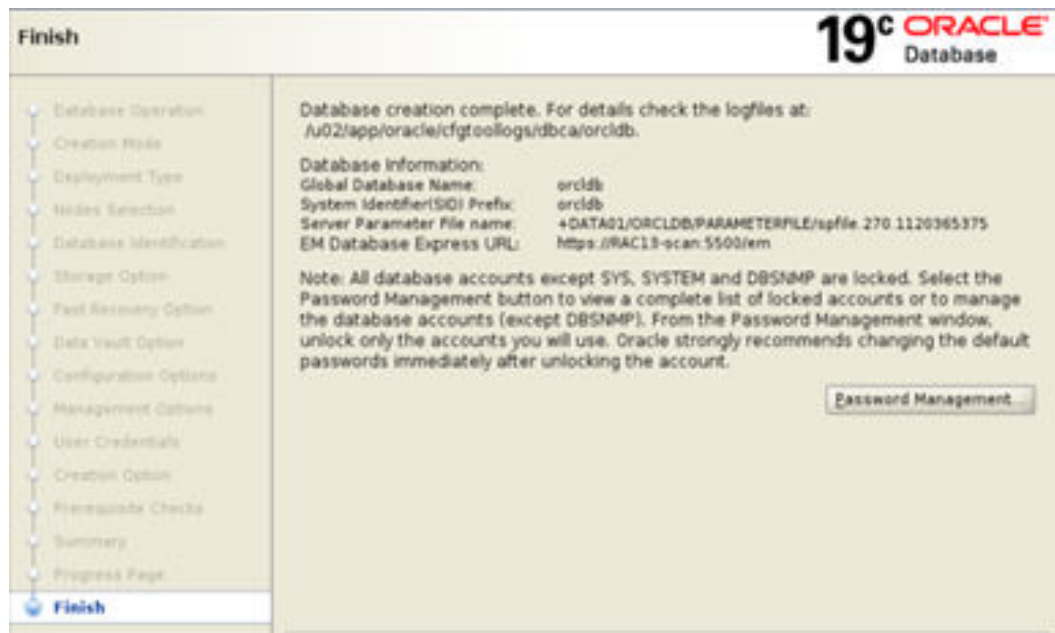 Finish
19c ORACLE
Database
Database Operation
Creation Mode
Deployment Type
Nodes Selection
Database Identification
Storage Option
Fast Recovery Option
Data Vault Option
Configuration Options
Management Options
User Credentials
Creation Option
Prerequisite Checks
Summary
Progress Page
Finish
Database creation complete. For details check the logfiles at:
/u02/app/oracle/cfgtoollogs/dbca/orcldb.
Database Information:
Global Database Name: orcldb
System Identifier(SID) Prefix: orcldb
Server Parameter File name: +DATA01/ORCLDB/PARAMETERFILE/spfile.270.1120365375
EM Database Express URL: https://RAC13-scan:5500/em
Note: All database accounts except SYS, SYSTEM and DBSNMP are locked. Select the
Password Management button to view a complete list of locked accounts or to manage
the database accounts (except DBSNMP). From the Password Management window,
unlock only the accounts you will use. Oracle strongly recommends changing the default
passwords immediately after unlocking the account.
Password Management...